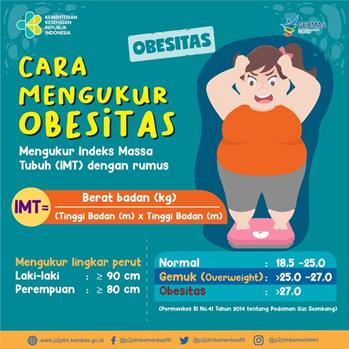 KEMENTERIAN
KESEHATAN
REPUBLIK
INDONESIA
GERMAS
OBESITAS
CARA
MENGUKUR
OBESITAS
Mengukur Indeks Massa
Tubuh (IMT) dengan rumus
IMT= Berat badan (kg)
(Tinggi Badan (m) x Tinggi Badan (m)
Mengukur lingkar perut
Laki-laki : ≥ 90 cm
Perempuan : ≥ 80 cm
Normal : 18.5 -25.0
Gemuk (Overweight) : >25.0 -27.0
Obesitas : >27.0
(Permenkes RI No.41 Tahun 2014 tentang Pedoman Gizi Seimbang)
www.p2ptm.kemkes.go.id @p2ptmkemenkesRI @p2ptmkemenkesRI @p2ptmkemenkesRI